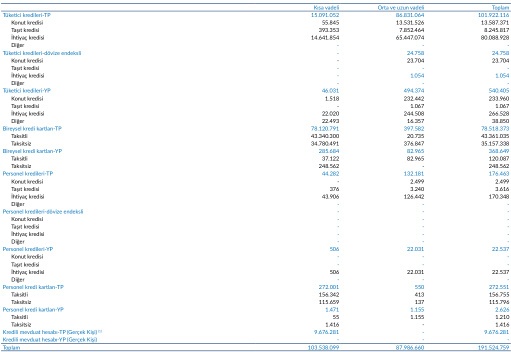 Kısa vadeli Orta ve uzun vadeli Toplam
Tüketici kredileri-TP 15.091.052 86.831.064 101.922.116
Konut kredisi 55.845 13.531.526 13.587.371
Taşıt kredisi 393.353 7.852.464 8.245.817
İhtiyaç kredisi 14.641.854 65.447.074 80.088.928
Diğer - - -
Tüketici kredileri-dövize endeksli - 24.758 24.758
Konut kredisi - 23.704 23.704
Taşıt kredisi - - -
İhtiyaç kredisi - 1.054 1.054
Diğer - - -
Tüketici kredileri-YP 46.031 494.374 540.405
Konut kredisi 1.518 232.442 233.960
Taşıt kredisi - 1.067 1.067
İhtiyaç kredisi 22.020 244.508 266.528
Diğer 22.493 16.357 38.850
Bireysel kredi kartları-TP 78.120.791 397.582 78.518.373
Taksitli 43.340.300 20.735 43.361.035
Taksitsiz 34.780.491 376.847 35.157.338
Bireysel kredi kartları-YP 285.684 82.965 368.649
Taksitli 37.122 82.965 120.087
Taksitsiz 248.562 - 248.562
Personel kredileri-TP 44.282 132.181 176.463
Konut kredisi - 2.499 2.499
Taşıt kredisi 376 3.240 3.616
İhtiyaç kredisi 43.906 126.442 170.348
Diğer - - -
Personel kredileri-dövize endeksli - - -
Konut kredisi - - -
Taşıt kredisi - - -
İhtiyaç kredisi - - -
Diğer - - -
Personel kredileri-YP 506 22.031 22.537
Konut kredisi - - -
Taşıt kredisi - - -
İhtiyaç kredisi 506 22.031 22.537
Diğer - - -
Personel kredi kartları-TP 272.001 550 272.551
Taksitli 156.342 413 156.755
Taksitsiz 115.659 137 115.796
Personel kredi kartları-YP 1.471 1.155 2.626
Taksitli 55 1.155 1.210
Taksitsiz 1.416 - 1.416
Kredili mevduat hesabı-TP (Gerçek Kişi) 9.676.281 - 9.676.281
Kredili mevduat hesabı-YP (Gerçek Kişi) - - -
Toplam 103.538.099 87.986.660 191.524.759